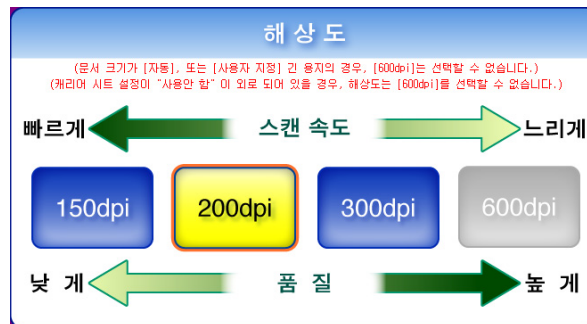 해 상 도
(문서 크기가 [자동], 또는 [사용자 지정] 긴 용지의 경우, [600dpi]는 선택할 수 없습니다.)
(캐리어 시트 설정이 "사용안 함" 이 외로 되어 있을 경우, 해상도는 [600dpi]를 선택할 수 없습니다.)
빠르게 스캔 속도 느리게
150dpi 200dpi 300dpi 600dpi
낮 게 품 질 높 게